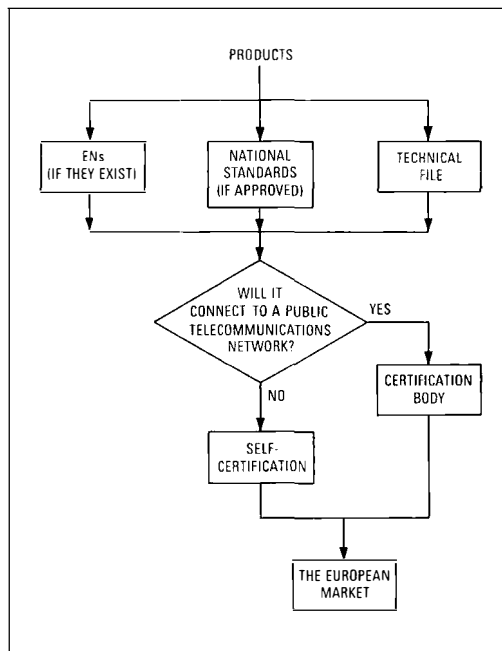 PRODUCTS
ENs
(IF THEY EXIST)
NATIONAL
STANDARDS
(IF APPROVED)
TECHNICAL
FILE
WILL IT
CONNECT TO A PUBLIC
TELECOMMUNICATIONS
NETWORK?
YES
NO
CERTIFICATION
BODY
SELF-
CERTIFICATION
THE EUROPEAN
MARKET